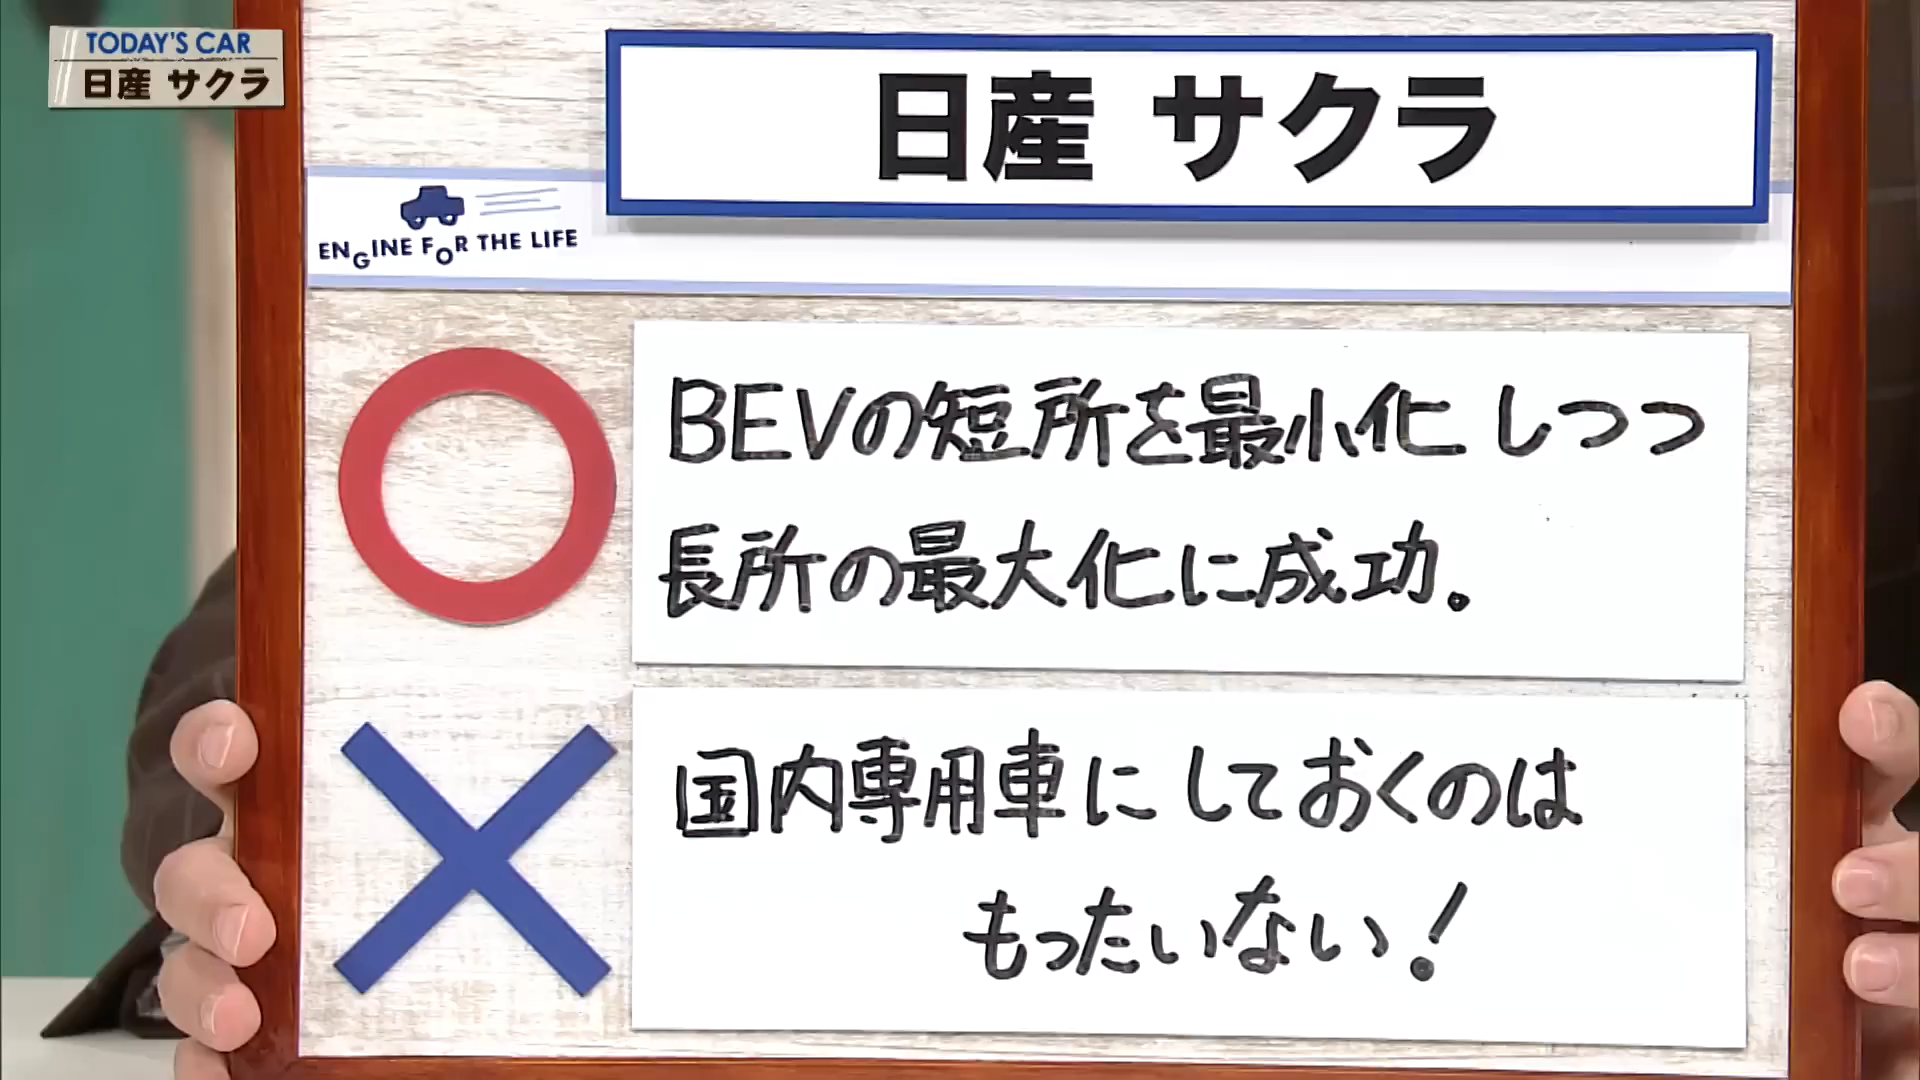 TODAY'S CAR
日産 サクラ
日産 サクラ
ENGINE FOR THE LIFE
BEVの短所を最小化しつつ
長所の最大化に成功。
国内専用車にしておくのは
もったいない!